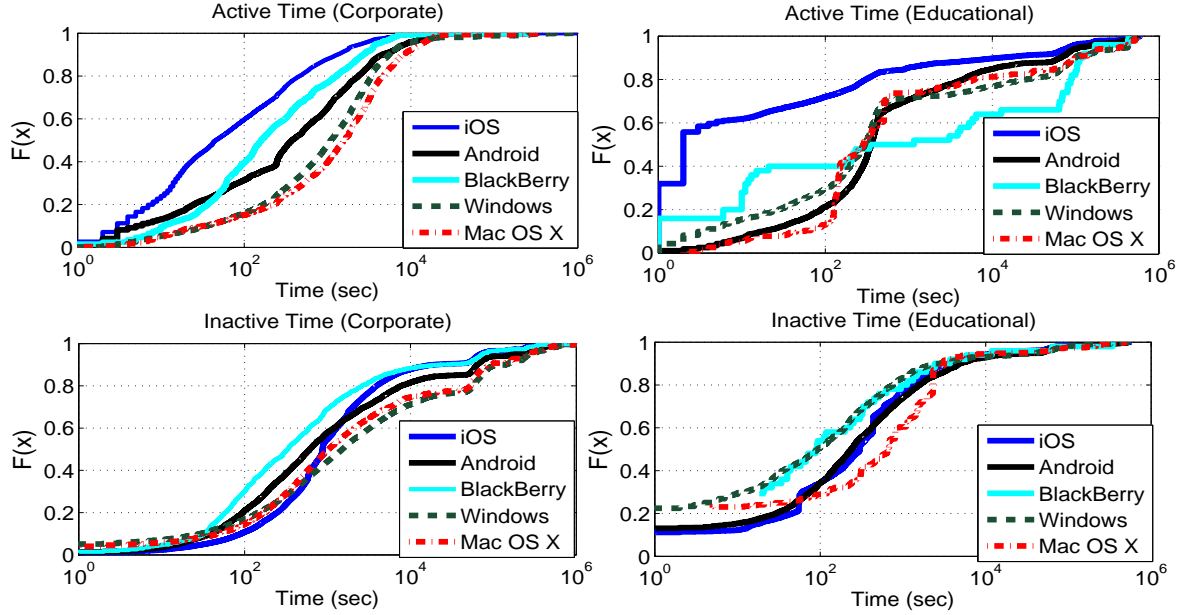 Active Time (Corporate)
F(x)
1
0.8
0.6
0.4
0.2
0
10^0
10^2
10^4
10^6
Time (sec)
iOS
Android
BlackBerry
Windows
Mac OS X
Active Time (Educational)
F(x)
1
0.8
0.6
0.4
0.2
0
10^0
10^2
10^4
10^6
Time (sec)
iOS
Android
BlackBerry
Windows
Mac OS X
Inactive Time (Corporate)
F(x)
1
0.8
0.6
0.4
0.2
0
10^0
10^2
10^4
10^6
Time (sec)
iOS
Android
BlackBerry
Windows
Mac OS X
Inactive Time (Educational)
F(x)
1
0.8
0.6
0.4
0.2
0
10^0
10^2
10^4
10^6
Time (sec)
iOS
Android
BlackBerry
Windows
Mac OS X